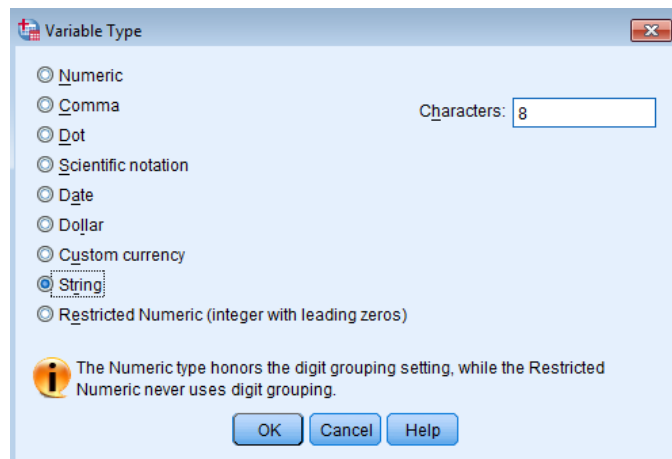 Variable Type
Numeric
Comma
Characters: 8
Dot
Scientific notation
Date
Dollar
Custom currency
String
Restricted Numeric (integer with leading zeros)
The Numeric type honors the digit grouping setting, while the Restricted
Numeric never uses digit grouping.
OK Cancel Help